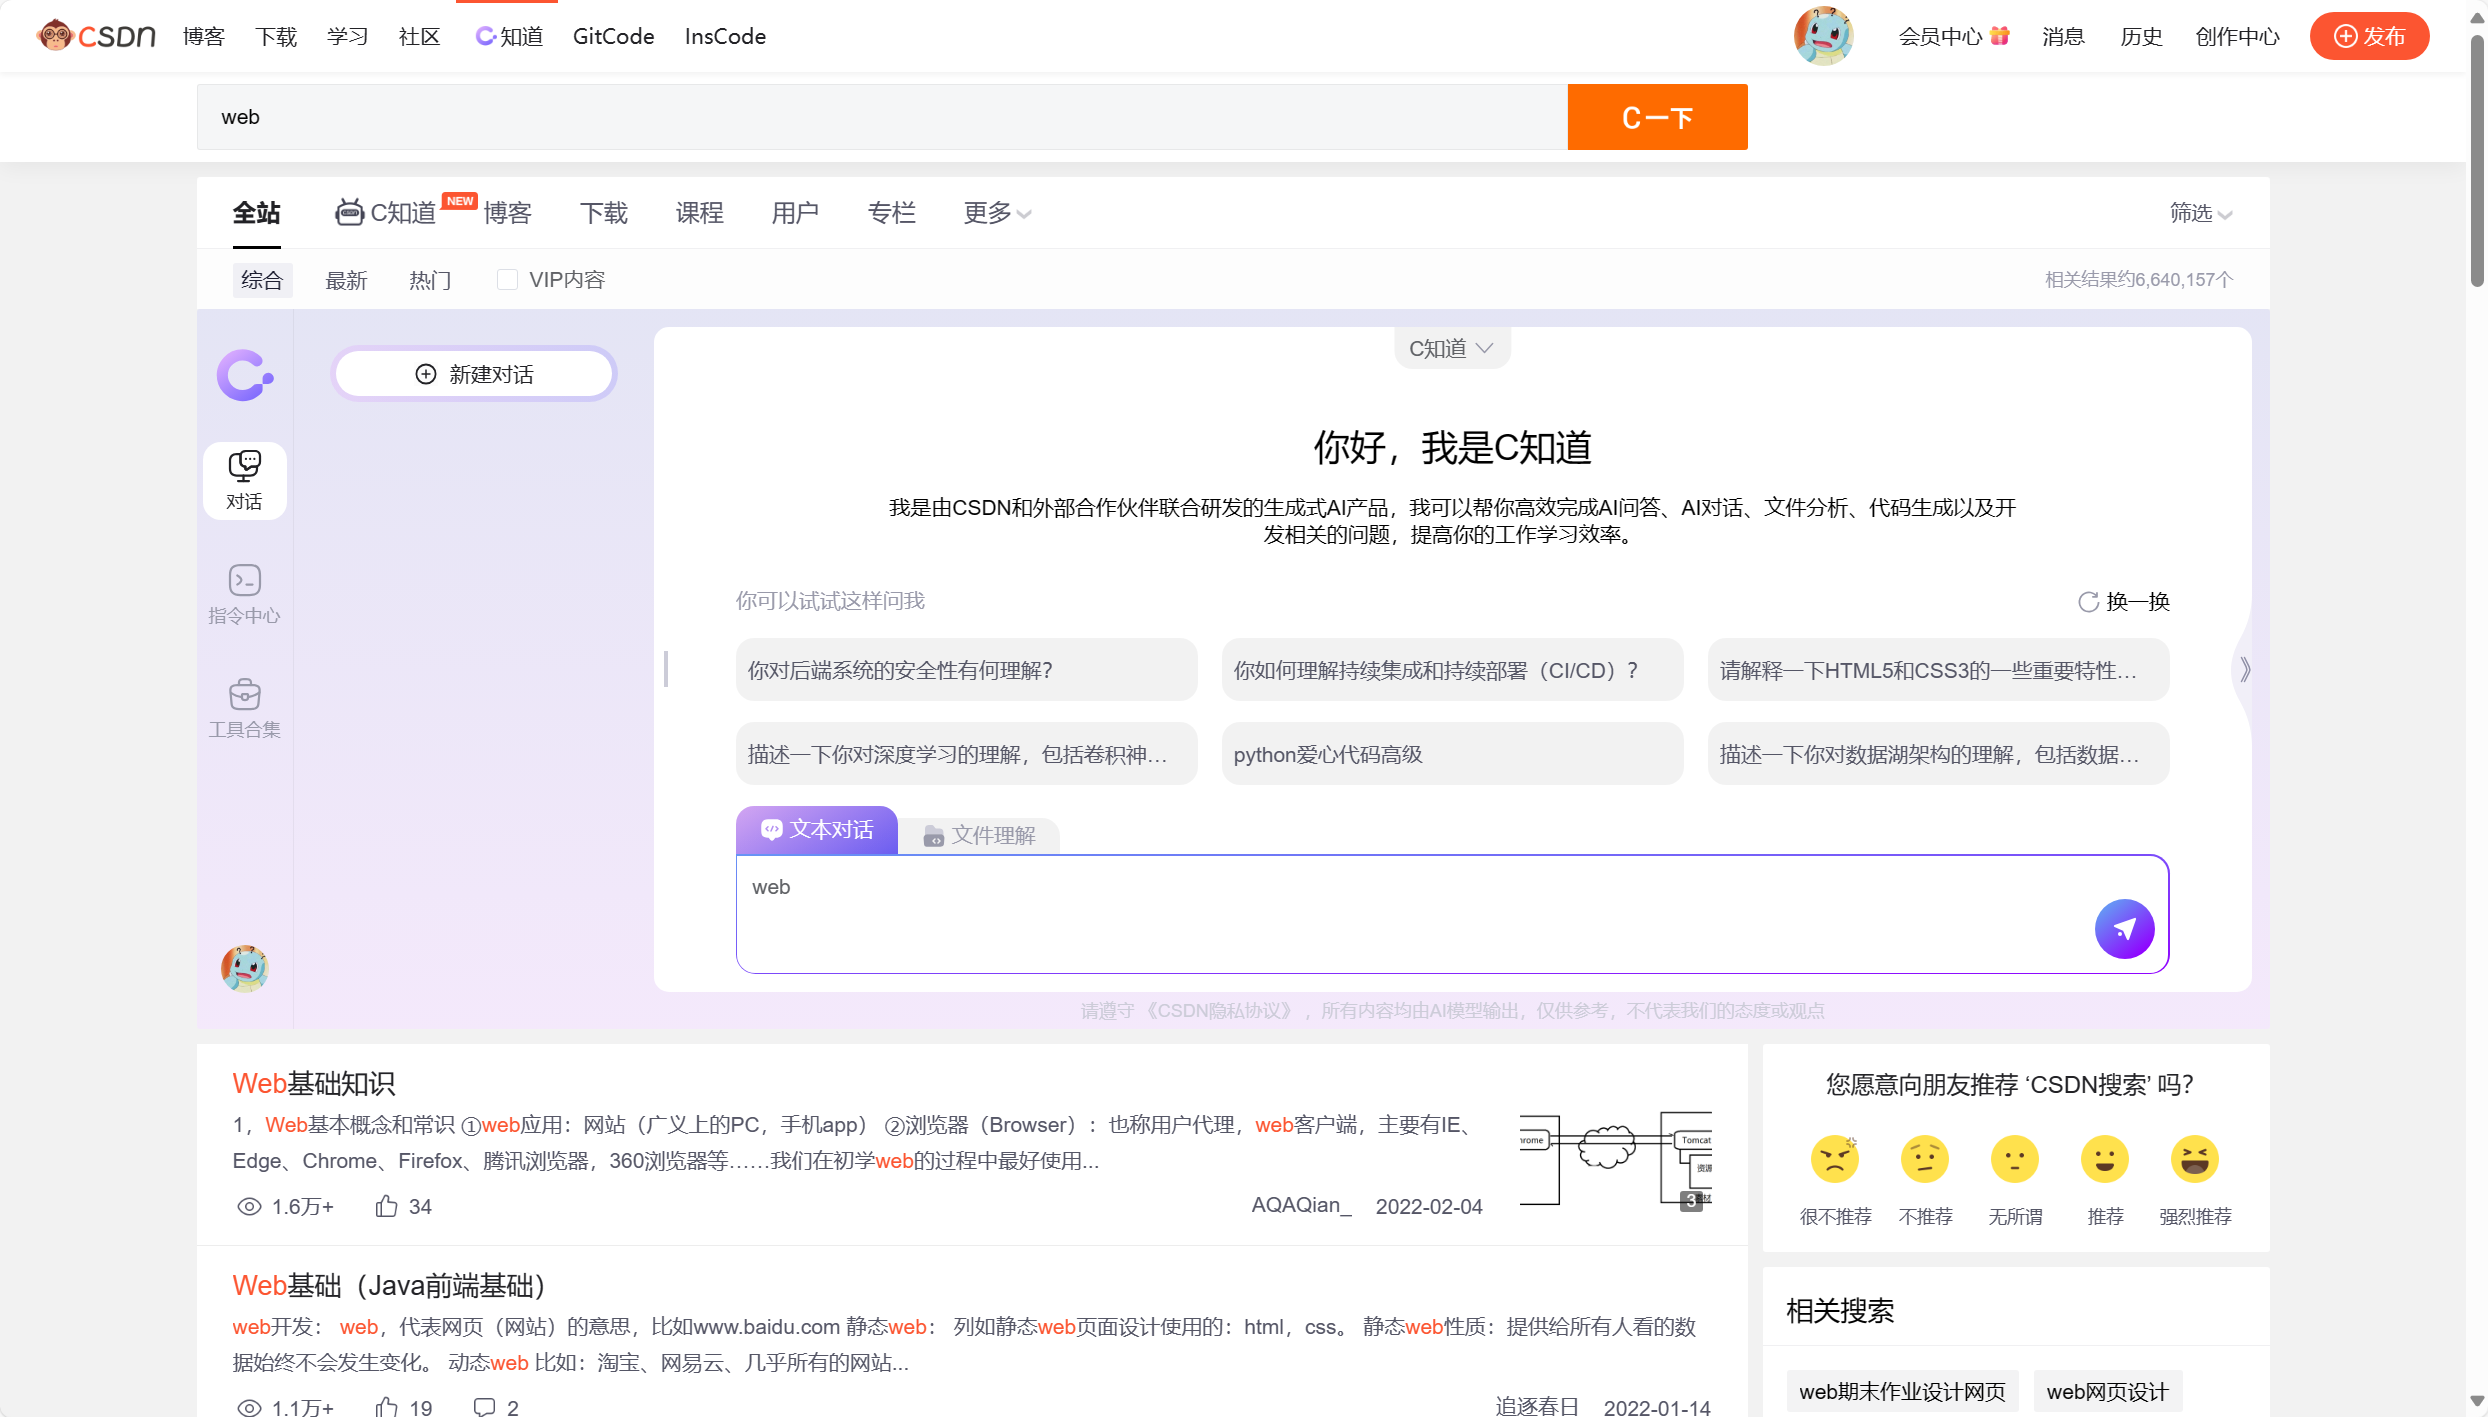 CSDN 博客 下载 学习 社区 C知道 GitCode InsCode 会员中心 消息 历史 创作中心 发布
web C一下
全站 C知道 NEW 博客 下载 课程 用户 专栏 更多 筛选
综合 最新 热门 VIP内容 相关结果约6,640,157个
新建对话
对话
指令中心
工具合集
C知道
你好，我是C知道
我是由CSDN和外部合作伙伴联合研发的生成式AI产品，我可以帮你高效完成AI问答、AI对话、文件分析、代码生成以及开
发相关的问题，提高你的工作学习效率。
你可以试试这样问我 换一换
你对后端系统的安全性有何理解？ 你如何理解持续集成和持续部署（CI/CD）？ 请解释一下HTML5和CSS3的一些重要特性...
描述一下你对深度学习的理解，包括卷积神... python爱心代码高级 描述一下你对数据湖架构的理解，包括数据...
文本对话 文件理解
web
请遵守《CSDN隐私协议》，所有内容均由AI模型输出，仅供参考，不代表我们的态度或观点
Web基础知识
1，Web基本概念和常识 ①web应用：网站（广义上的PC，手机app） ②浏览器（Browser）：也称用户代理，web客户端，主要有IE、
Edge、Chrome、Firefox、腾讯浏览器，360浏览器等……我们在初学web的过程中最好使用...
1.6万+ 34 AQAQian_ 2022-02-04
rome Tomcat
资源
3
Web基础（Java前端基础）
web开发： web，代表网页（网站）的意思，比如www.baidu.com 静态web： 列如静态web页面设计使用的：html，css。 静态web性质：提供给所有人看的数
据始终不会发生变化。 动态web 比如：淘宝、网易云、几乎所有的网站...
1.1万+ 19 2 追逐春日 2022-01-14
您愿意向朋友推荐 ‘CSDN搜索’ 吗？
很不推荐 不推荐 无所谓 推荐 强烈推荐
相关搜索
web期末作业设计网页 web网页设计